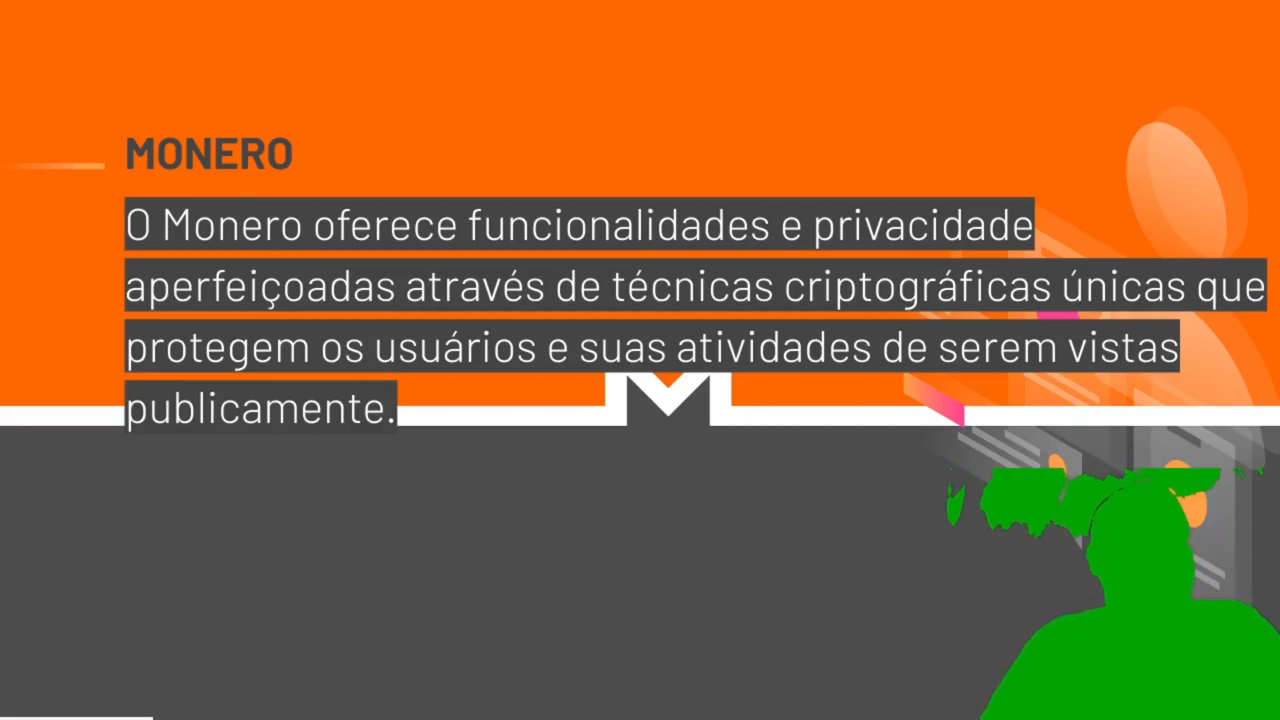 MONERO
O Monero oferece funcionalidades e privacidade
aperfeiçoadas através de técnicas criptográficas únicas que
protegem os usuários e suas atividades de serem vistas
publicamente.